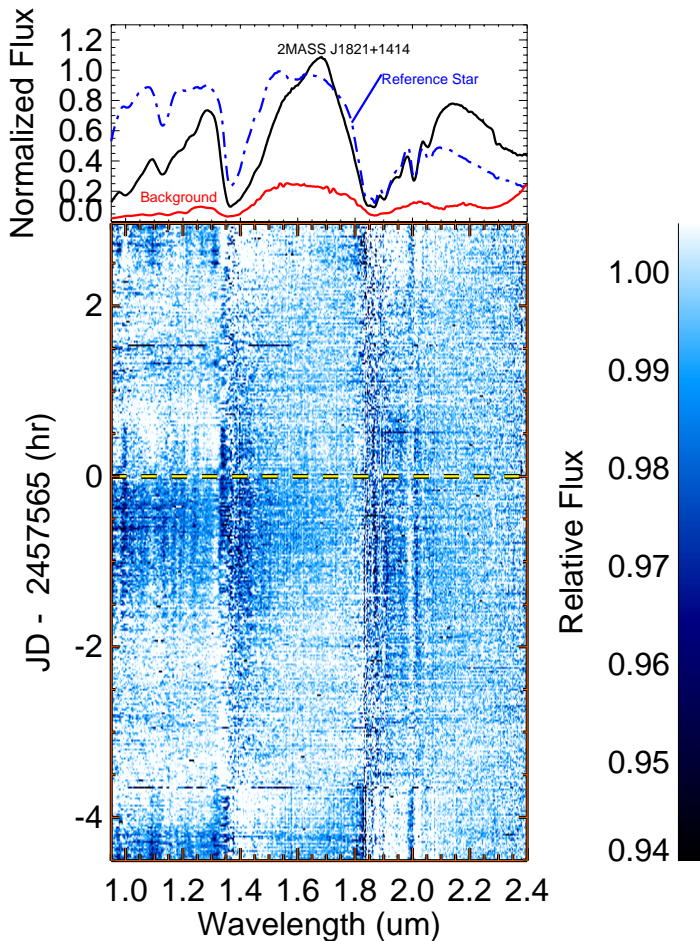 Normalized Flux
1.2
1.0
0.8
0.6
0.4
0.2
0.0
2MASS J1821+1414
Reference Star
Background
JD - 2457565 (hr)
2
0
-2
-4
1.0 1.2 1.4 1.6 1.8 2.0 2.2 2.4
Wavelength (um)
Relative Flux
1.00
0.99
0.98
0.97
0.96
0.95
0.94